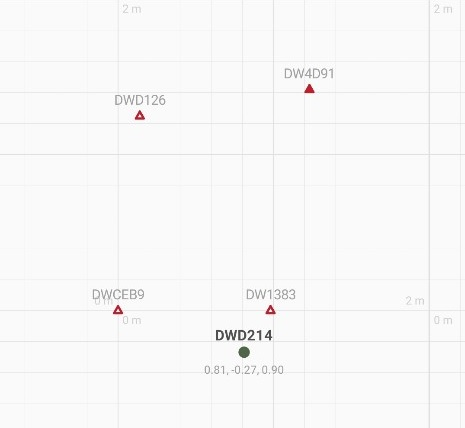 2 m 2 m
DW4D91
DWD126
DWCEB9 DW1383
0 m 2 m
0 m 0 m
DWD214
0.81, -0.27, 0.90